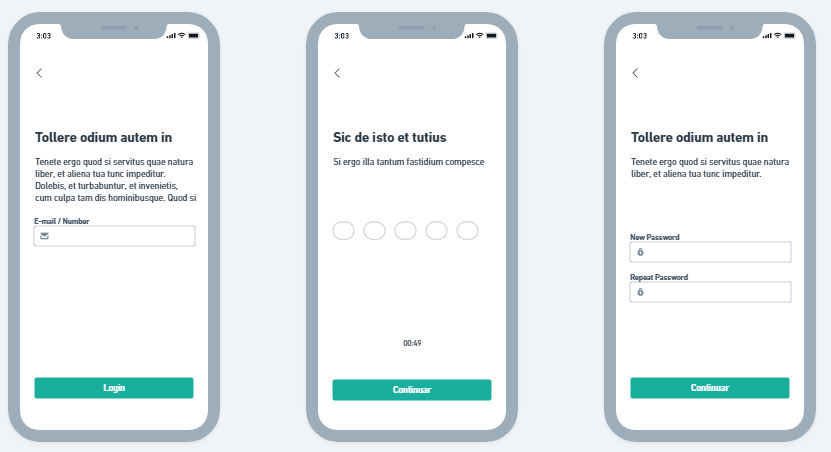 3:03
Tollere odium autem in
Tenete ergo quod si servitus quae natura
liber, et aliena tua tunc impeditur.
Dolebis, et turbabuntur, et invenietis,
cum culpa tam dis hominibusque. Quod si
E-mail / Number
Login
3:03
Sic de isto et tutius
Si ergo illa tantum fastidium compesce
00:49
Continuar
3:03
Tollere odium autem in
Tenete ergo quod si servitus quae natura
liber, et aliena tua tunc impeditur.
New Password
Repeat Password
Continuar